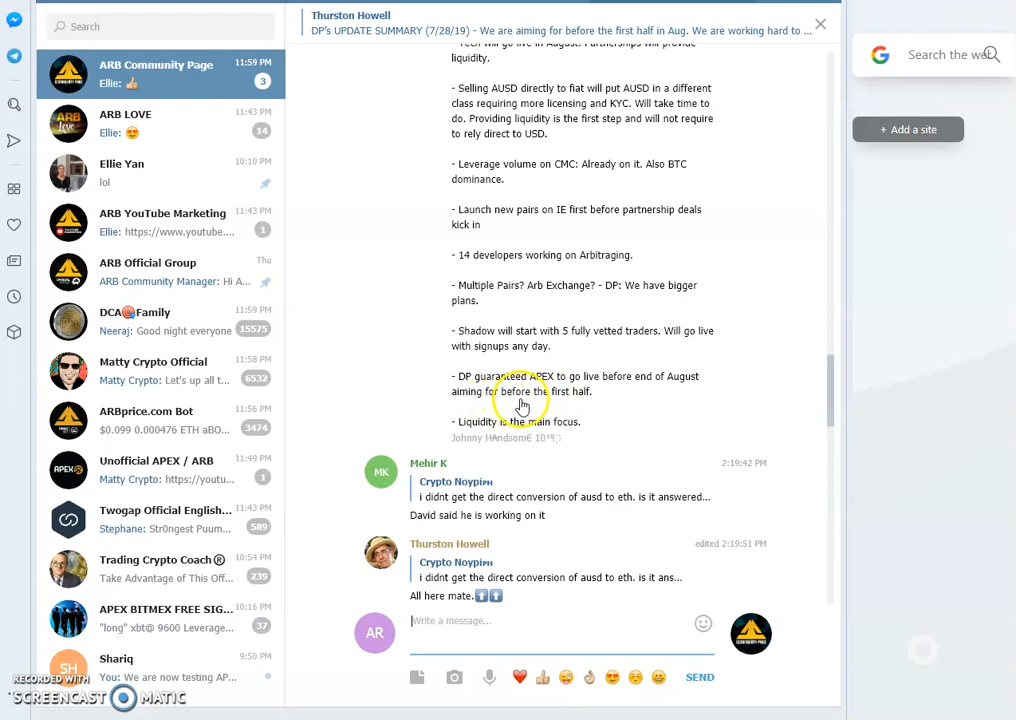 Search
ARB Community Page
11:59 PM
Ellie: 👍
3
ARB LOVE
11:43 PM
Ellie: 😍
14
Ellie Yan
10:10 PM
lol
ARB YouTube Marketing
11:43 PM
Ellie: https://www.youtube....
1
ARB Official Group
Thu
ARB Community Manager: Hi A...
DCA🎯Family
11:59 PM
Neeraj: Good night everyone
15575
Matty Crypto Official
11:58 PM
Matty Crypto: Let's up all t...
6532
ARBprice.com Bot
11:56 PM
$0.099 0.000476 ETH aBO...
3474
Unofficial APEX / ARB
11:49 PM
Matty Crypto: https://youtu...
1
Twogap Official English...
11:43 PM
Stephane: Str0ngest Puum...
589
Trading Crypto Coach®
10:54 PM
Take Advantage of This Off...
239
APEX BITMEX FREE SIG...
10:16 PM
"long" xbt@ 9600 Leverage...
37
SH
Shariq
9:50 PM
You: We are now testing AP...
RECORDED WITH
SCREENCAST MATIC
Thurston Howell
DP's UPDATE SUMMARY (7/28/19) - We are aiming for before the first half in Aug. We are working hard to ...
- Tech will go live in August. Partnerships will provide
liquidity.
- Selling AUSD directly to fiat will put AUSD in a different
class requiring more licensing and KYC. Will take time to
do. Providing liquidity is the first step and will not require
to rely direct to USD.
- Leverage volume on CMC: Already on it. Also BTC
dominance.
- Launch new pairs on IE first before partnership deals
kick in
- 14 developers working on Arbitraging.
- Multiple Pairs? Arb Exchange? - DP: We have bigger
plans.
- Shadow will start with 5 fully vetted traders. Will go live
with signups any day.
- DP guaranteed APEX to go live before end of August
aiming for before the first half.
- Liquidity is the main focus.
MK
Mehir K
2:19:42 PM
Crypto Noypi🇵🇭
i didnt get the direct conversion of ausd to eth. is it answered...
David said he is working on it
Thurston Howell
edited 2:19:51 PM
Crypto Noypi🇵🇭
i didnt get the direct conversion of ausd to eth. is it ans...
All here mate.⬆️⬆️
AR
Write a message...
SEND
Search the we
+ Add a site